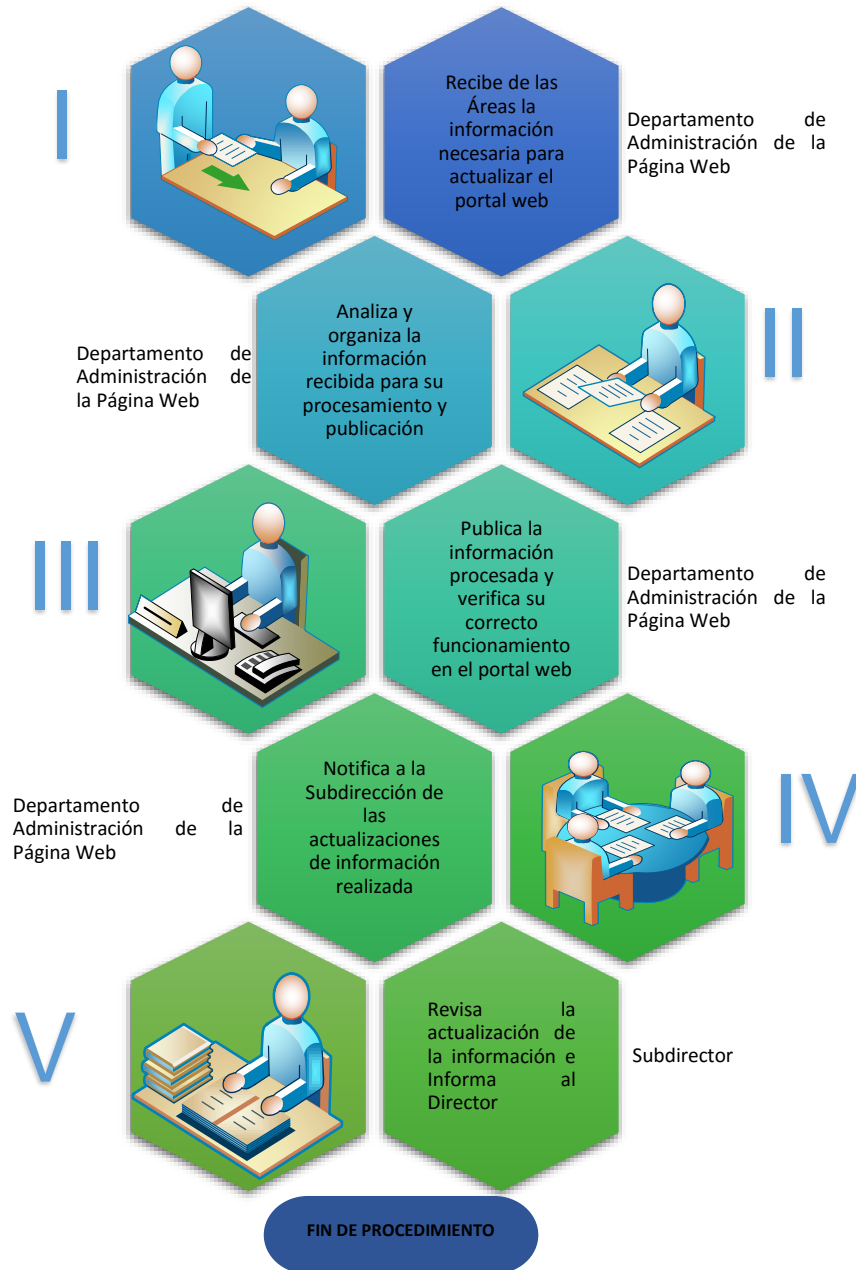 I
Recibe de las
Áreas la
información
necesaria para
actualizar el
portal web
Departamento de
Administración de la
Página Web
Departamento de
Administración de
la Página Web
Analiza y
organiza la
información
recibida para su
procesamiento y
publicación
II
III
Publica la
información
procesada y
verifica su
correcto
funcionamiento
en el portal web
Departamento de
Administración de la
Página Web
Departamento de
Administración de la
Página Web
Notifica a la
Subdirección de
las
actualizaciones
de información
realizada
IV
V
Revisa la
actualización de
la información e
Informa al
Director
Subdirector
FIN DE PROCEDIMIENTO